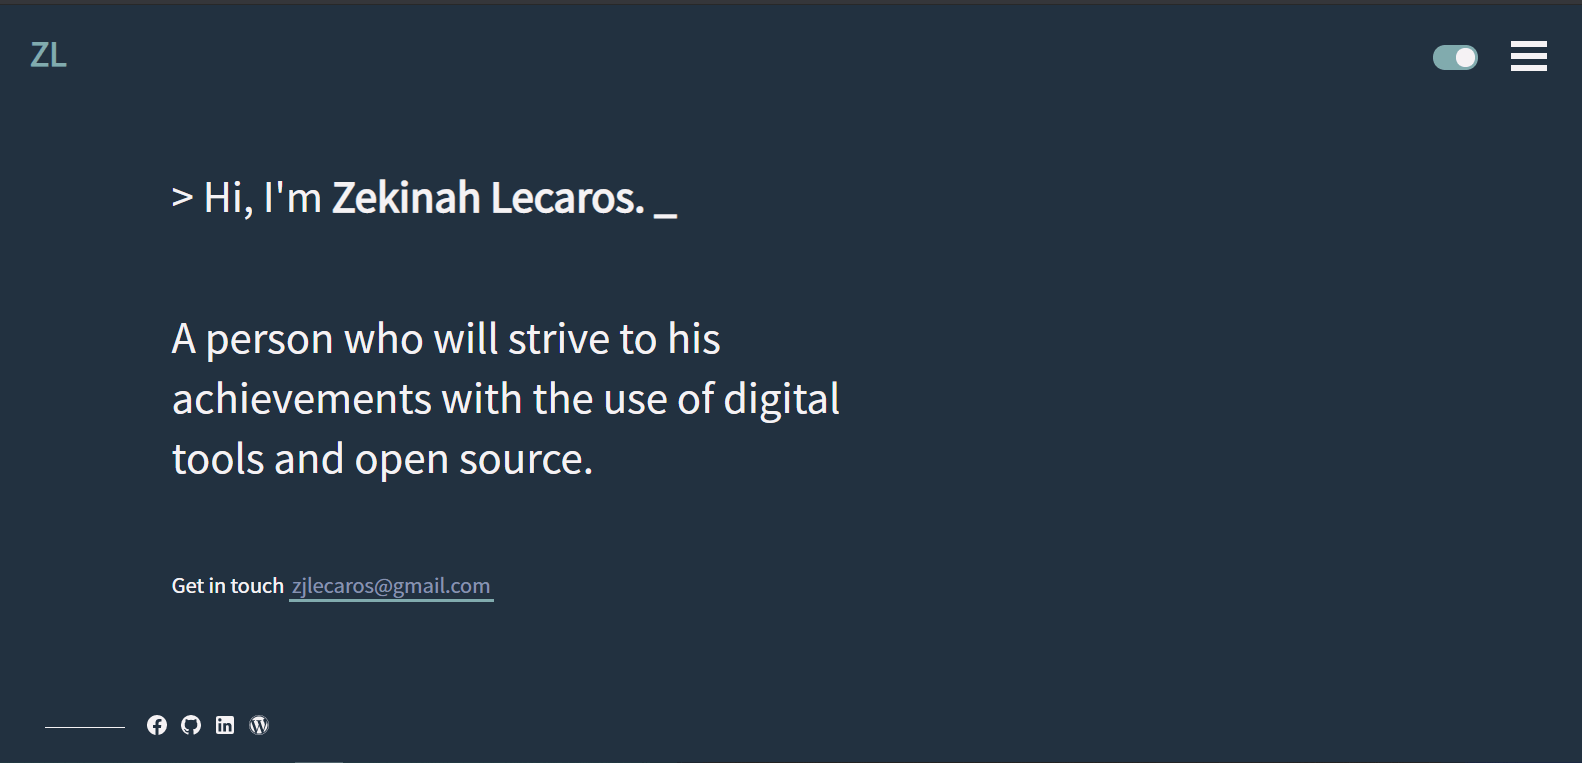 ZL
> Hi, I'm Zekinah Lecaros. _
A person who will strive to his
achievements with the use of digital
tools and open source.
Get in touch zjlecaros@gmail.com